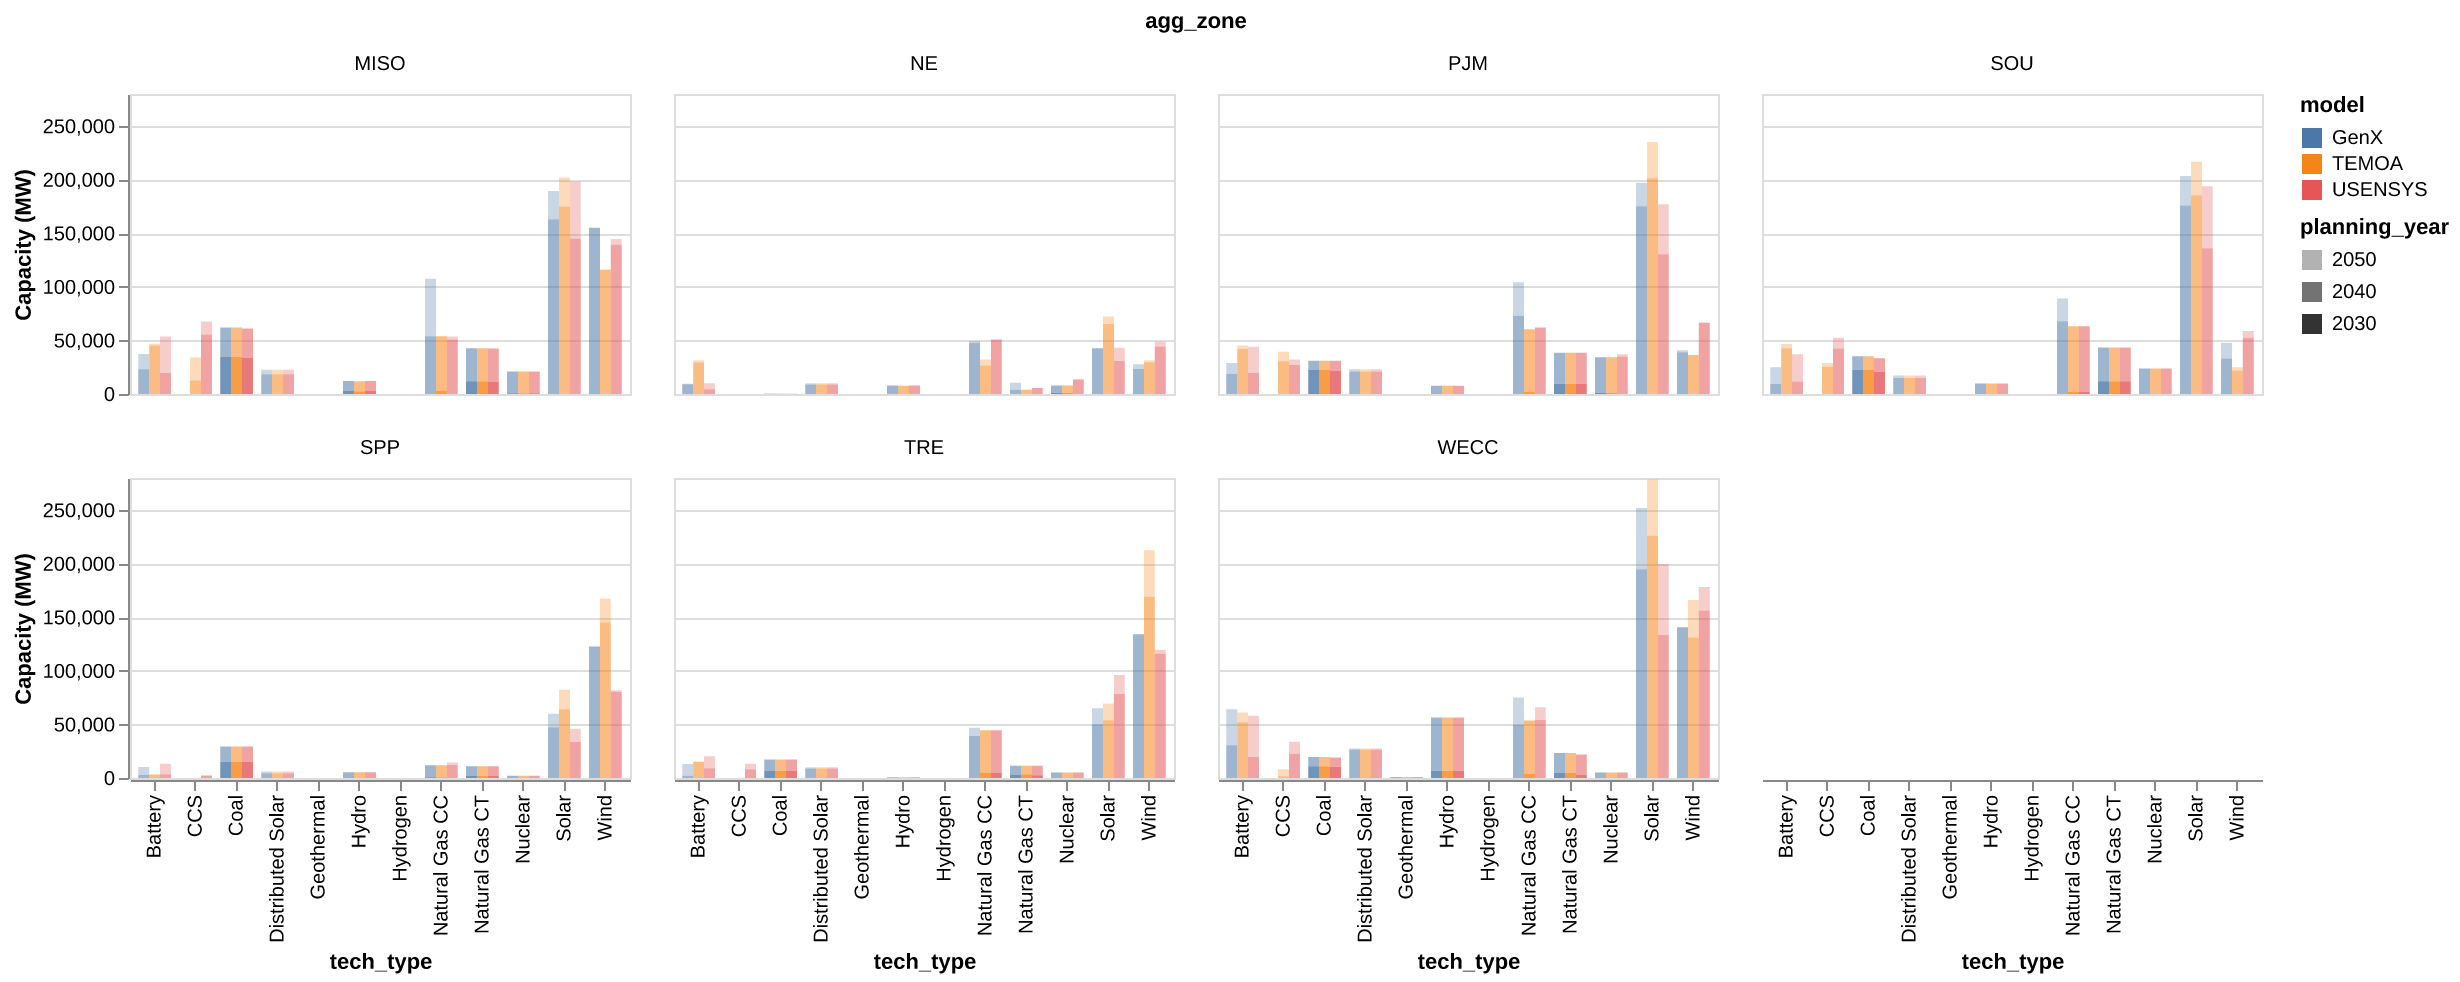 agg_zone
MISO
NE
PJM
SOU
Capacity (MW)
250,000
200,000
150,000
100,000
50,000
0
model
GenX
TEMOA
USENSYS
planning_year
2050
2040
2030
SPP
TRE
WECC
Capacity (MW)
250,000
200,000
150,000
100,000
50,000
0
Battery
CCS
Coal
Distributed Solar
Geothermal
Hydro
Hydrogen
Natural Gas CC
Natural Gas CT
Nuclear
Solar
Wind
Battery
CCS
Coal
Distributed Solar
Geothermal
Hydro
Hydrogen
Natural Gas CC
Natural Gas CT
Nuclear
Solar
Wind
Battery
CCS
Coal
Distributed Solar
Geothermal
Hydro
Hydrogen
Natural Gas CC
Natural Gas CT
Nuclear
Solar
Wind
Battery
CCS
Coal
Distributed Solar
Geothermal
Hydro
Hydrogen
Natural Gas CC
Natural Gas CT
Nuclear
Solar
Wind
tech_type
tech_type
tech_type
tech_type